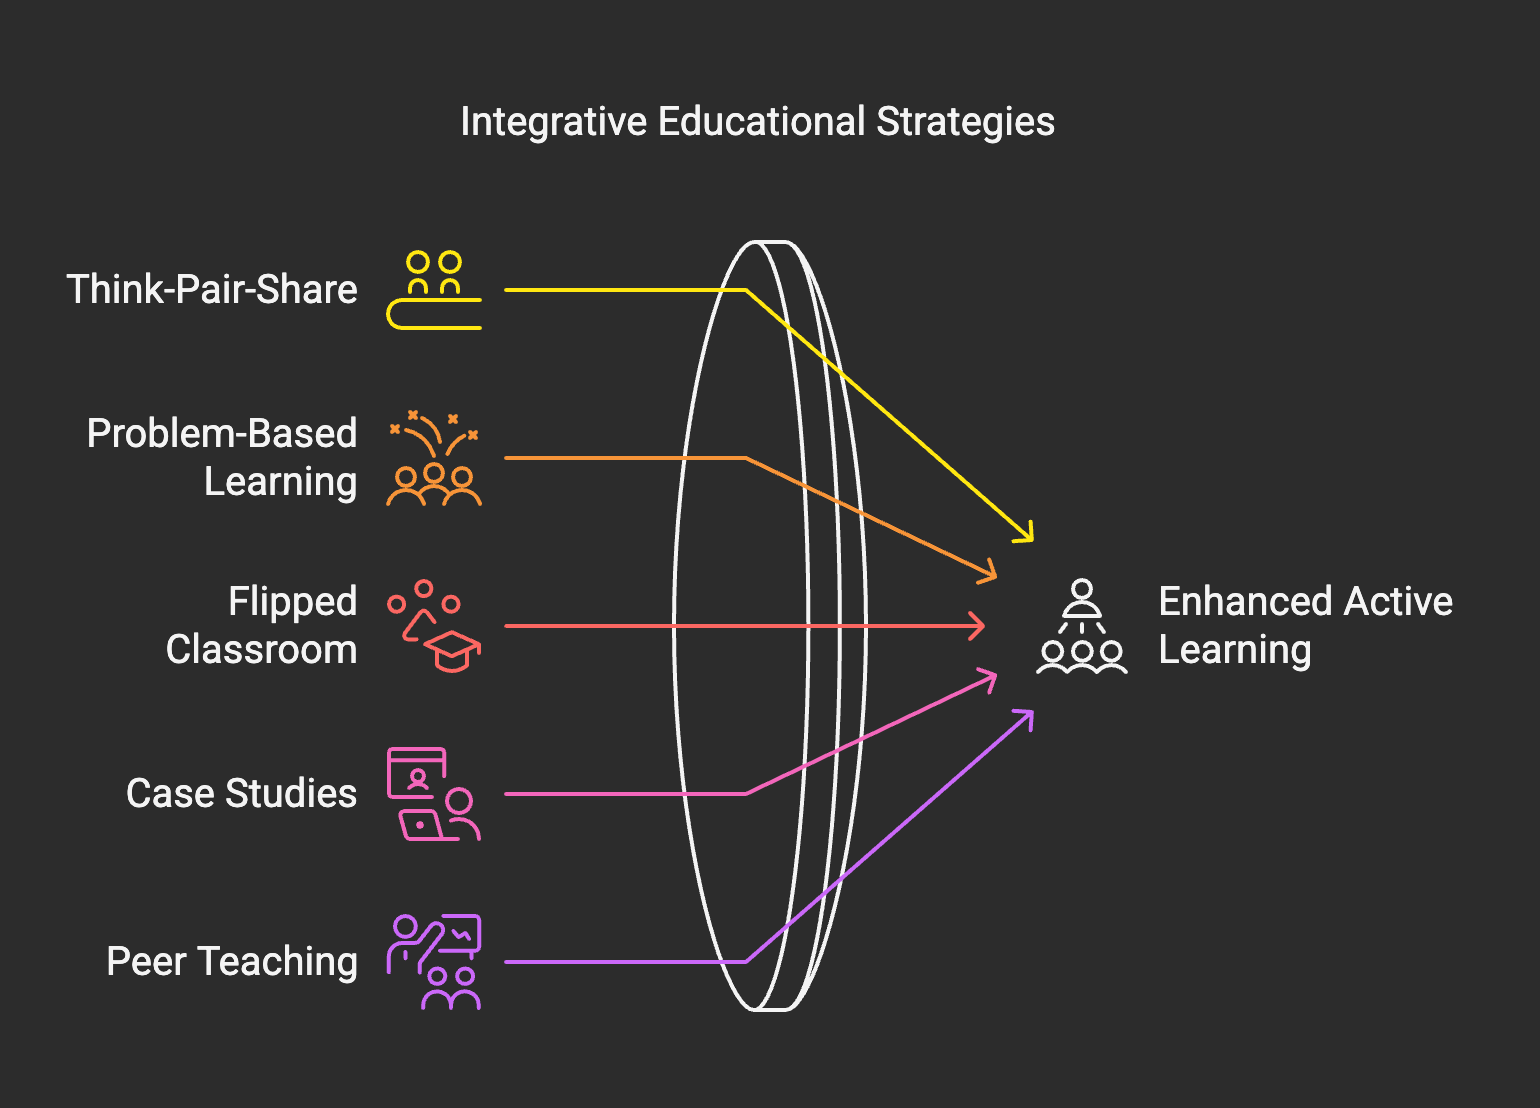 Integrative Educational Strategies
Think-Pair-Share
Problem-Based
Learning
Flipped
Classroom
Case Studies
Peer Teaching
Enhanced Active
Learning